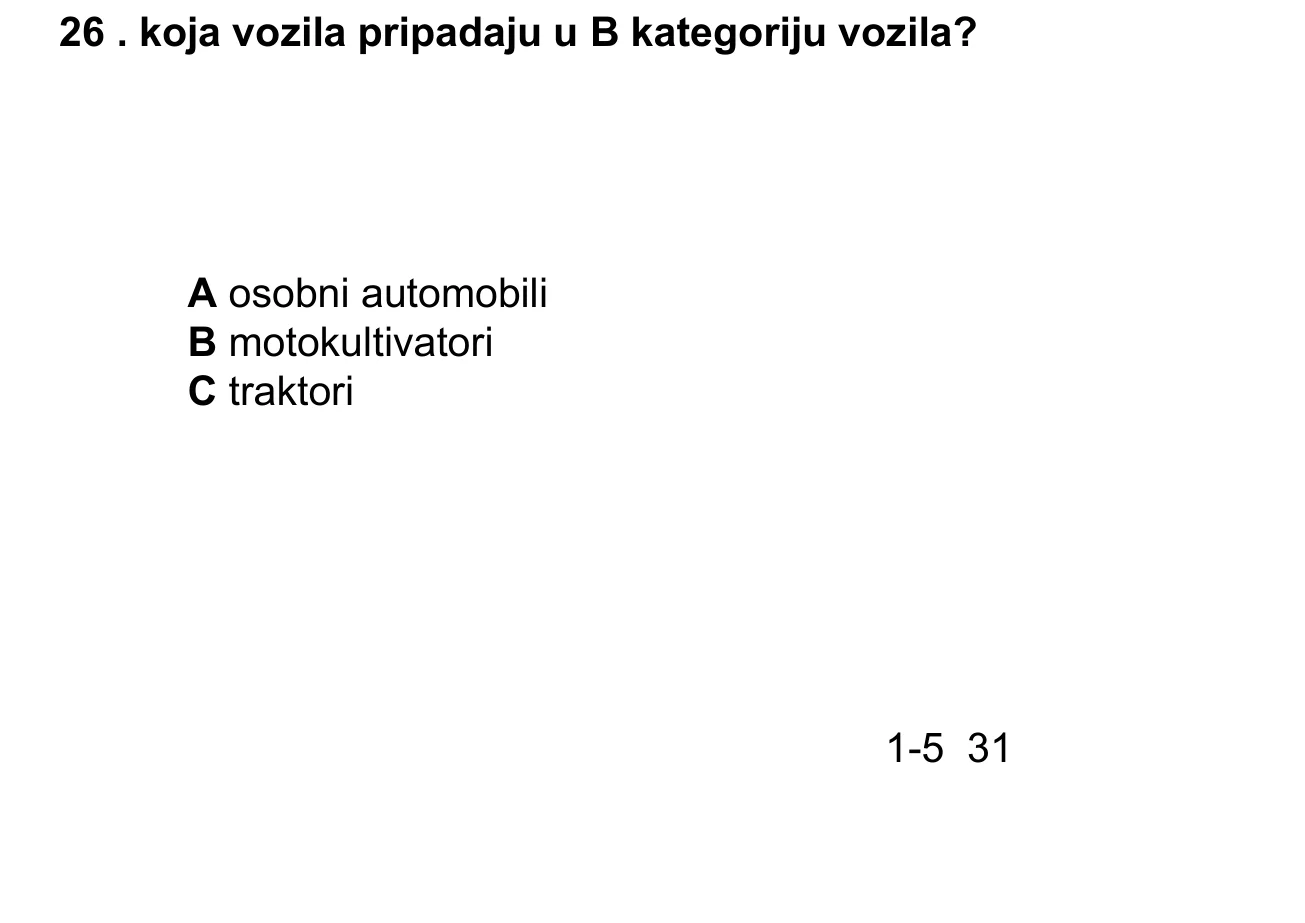 26 . koja vozila pripadaju u B kategoriju vozila?
A osobni automobili
B motokultivatori
C traktori
1-5  31